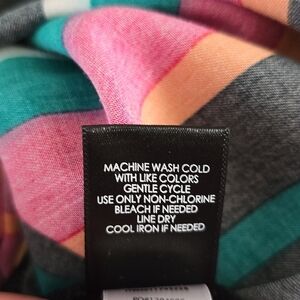 MACHINE WASH COLD
WITH LIKE COLORS
GENTLE CYCLE
USE ONLY NON-CHLORINE
BLEACH IF NEEDED
LINE DRY
COOL IRON IF NEEDED